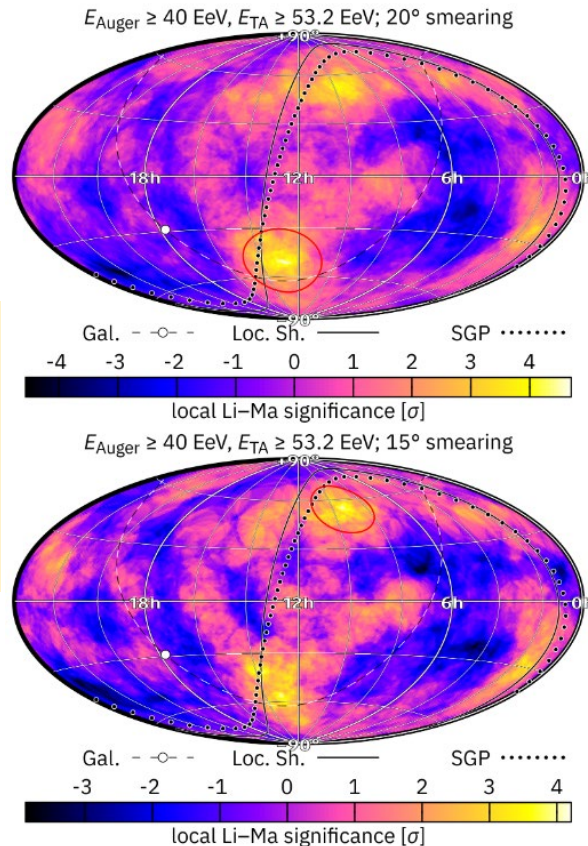 E_Auger ≥ 40 EeV, E_TA ≥ 53.2 EeV; 20° smearing
+90°
18h 12h 6h 0h
−90°
Gal. Loc. Sh. SGP
-4 -3 -2 -1 0 1 2 3 4
local Li–Ma significance [σ]
E_Auger ≥ 40 EeV, E_TA ≥ 53.2 EeV; 15° smearing
+90°
18h 12h 6h 0h
−90°
Gal. Loc. Sh. SGP
-3 -2 -1 0 1 2 3 4
local Li–Ma significance [σ]